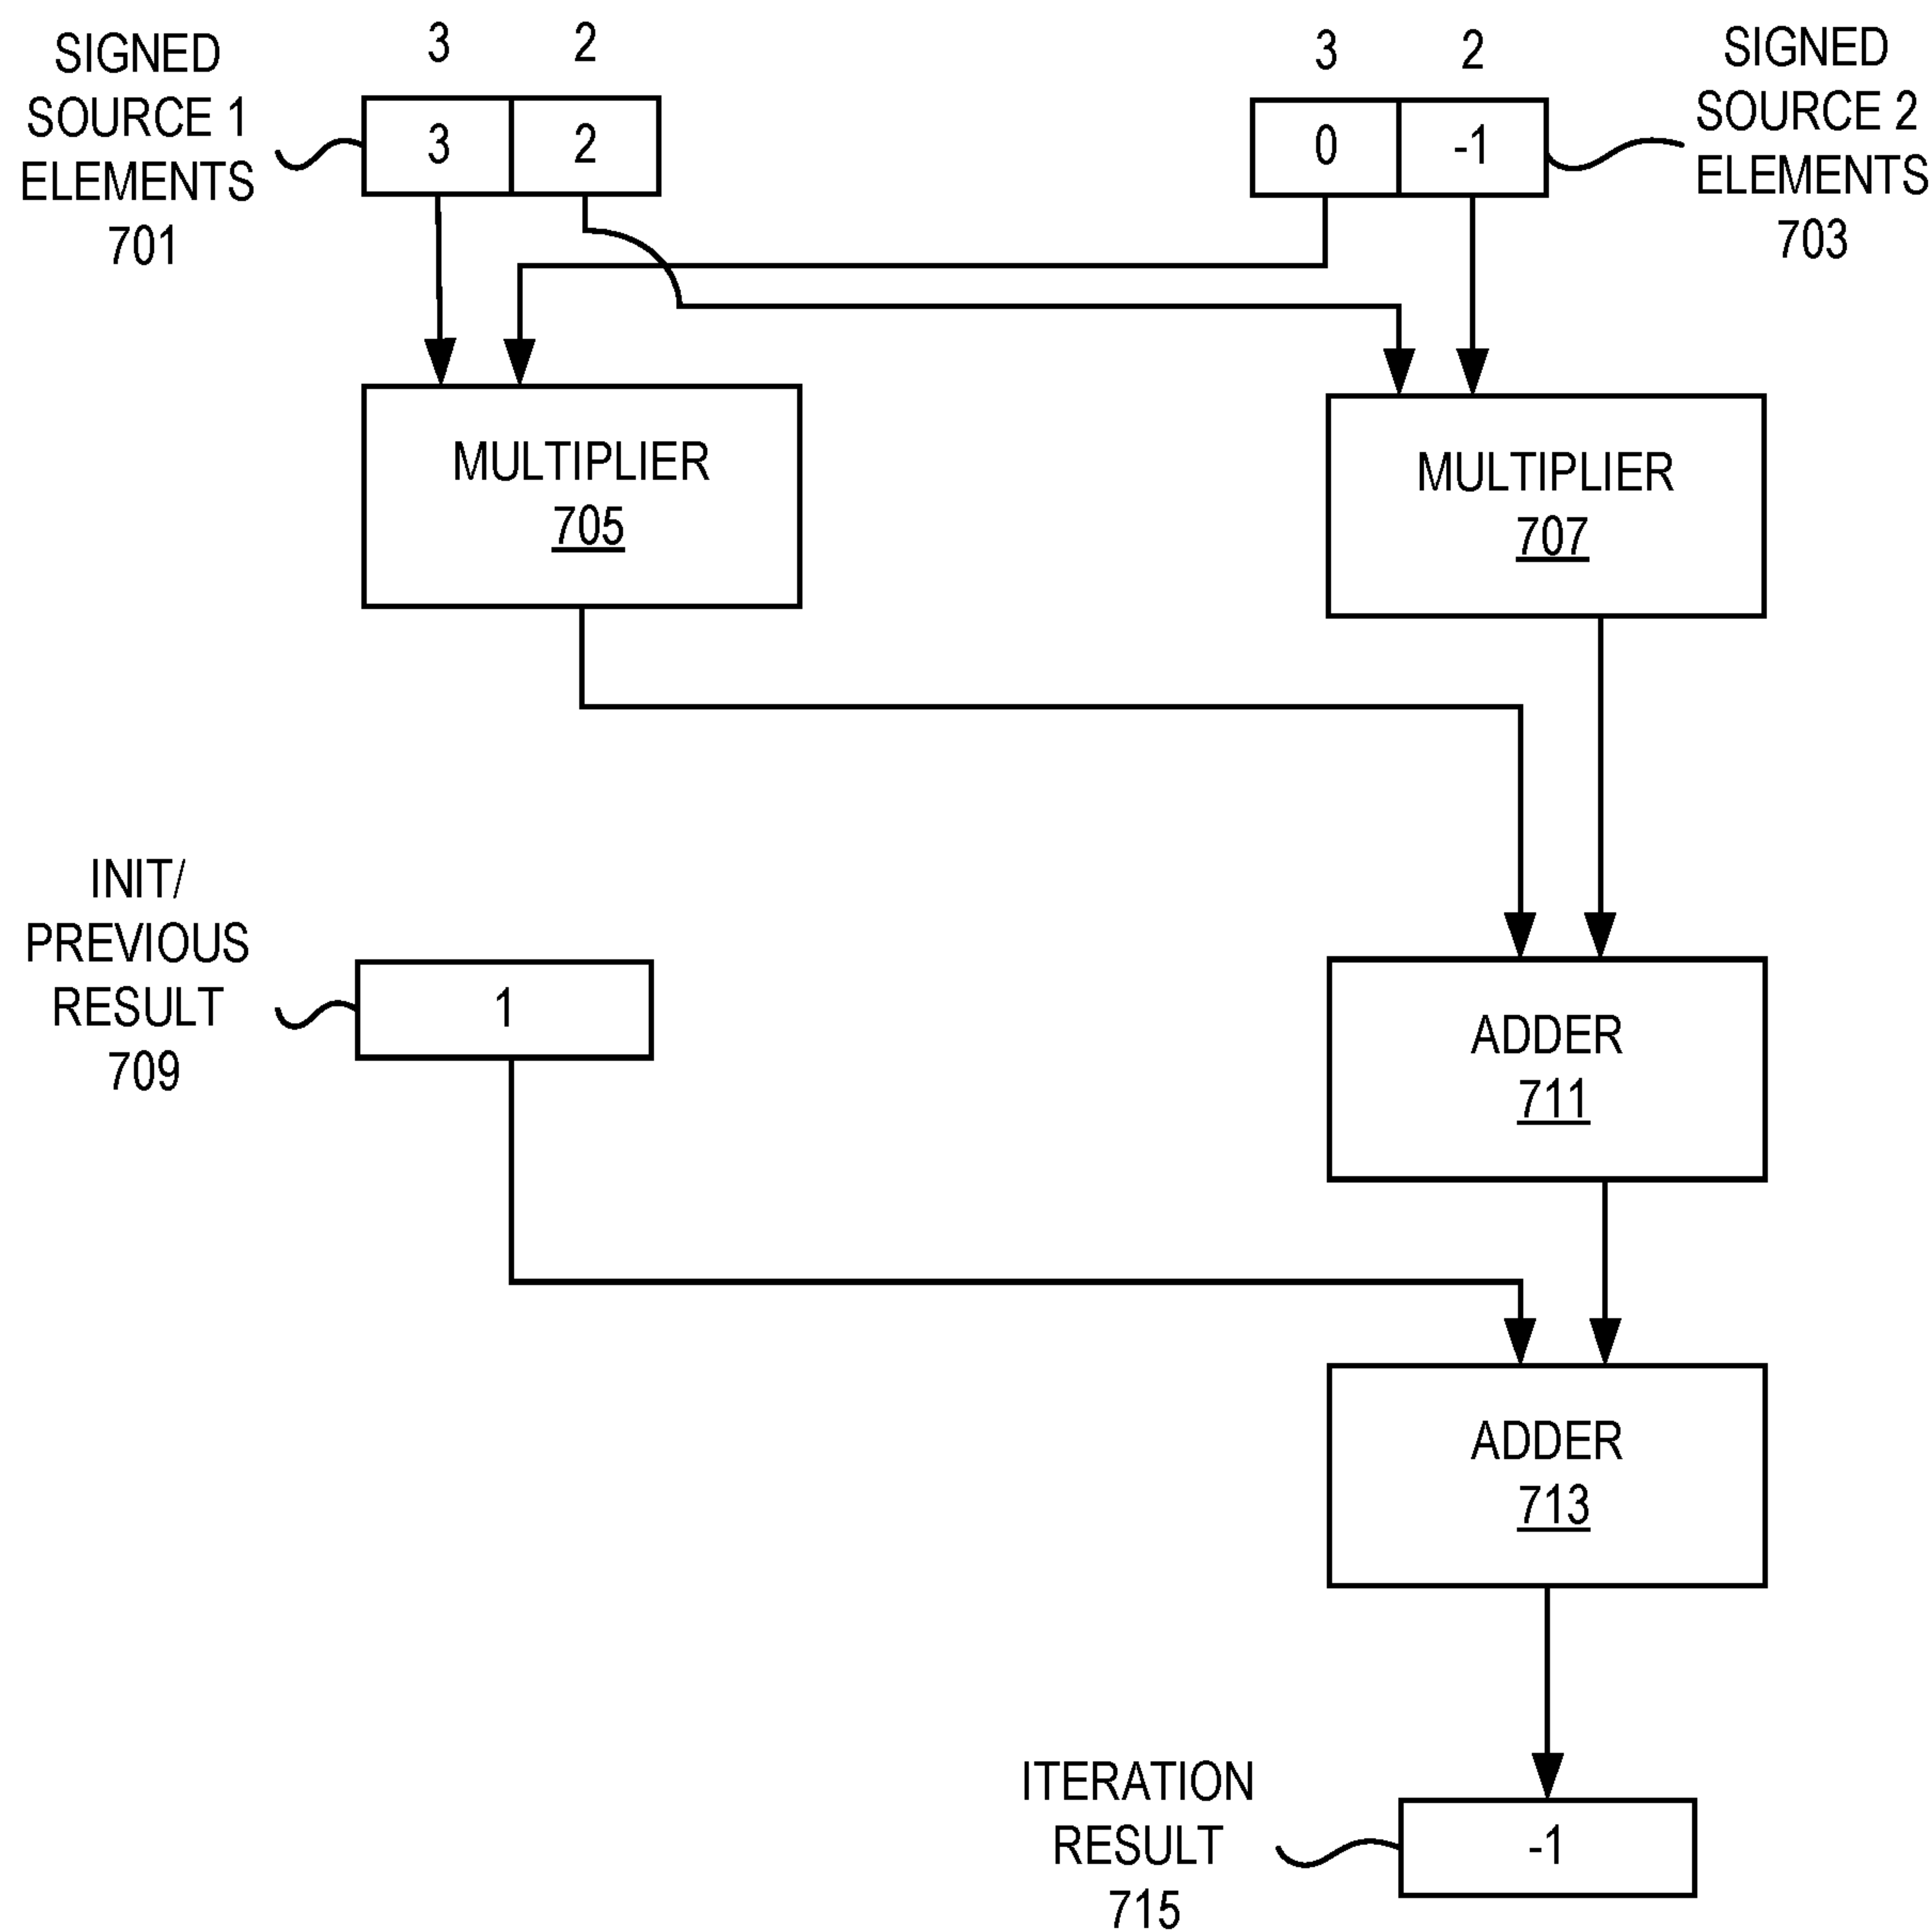 SIGNED
SOURCE 1
ELEMENTS
701
3 2
3 2
3 2
0 -1
SIGNED
SOURCE 2
ELEMENTS
703
MULTIPLIER
705
MULTIPLIER
707
INIT/
PREVIOUS
RESULT
709
1
ADDER
711
ADDER
713
ITERATION
RESULT
715
-1